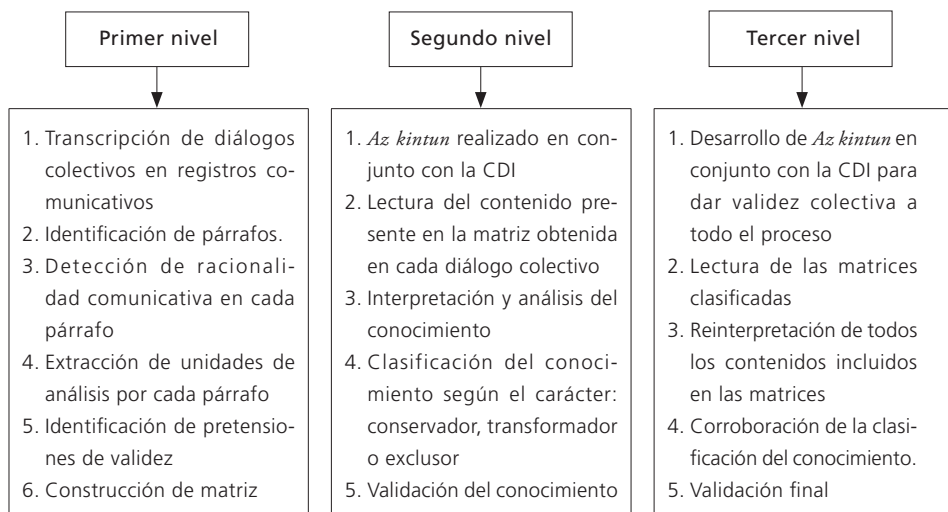 Primer nivel
1. Transcripción de diálogos
colectivos en registros co-
municativos
2. Identificación de párrafos.
3. Detección de racionali-
dad comunicativa en cada
párrafo
4. Extracción de unidades de
análisis por cada párrafo
5. Identificación de pretensio-
nes de validez
6. Construcción de matriz
Segundo nivel
1. Az kintun realizado en con-
junto con la CDI
2. Lectura del contenido pre-
sente en la matriz obtenida
en cada diálogo colectivo
3. Interpretación y análisis del
conocimiento
4. Clasificación del conoci-
miento según el carácter:
conservador, transformador
o exclusor
5. Validación del conocimiento
Tercer nivel
1. Desarrollo de Az kintun en
conjunto con la CDI para
dar validez colectiva a
todo el proceso
2. Lectura de las matrices
clasificadas
3. Reinterpretación de todos
los contenidos incluidos
en las matrices
4. Corroboración de la clasi-
ficación del conocimiento.
5. Validación final